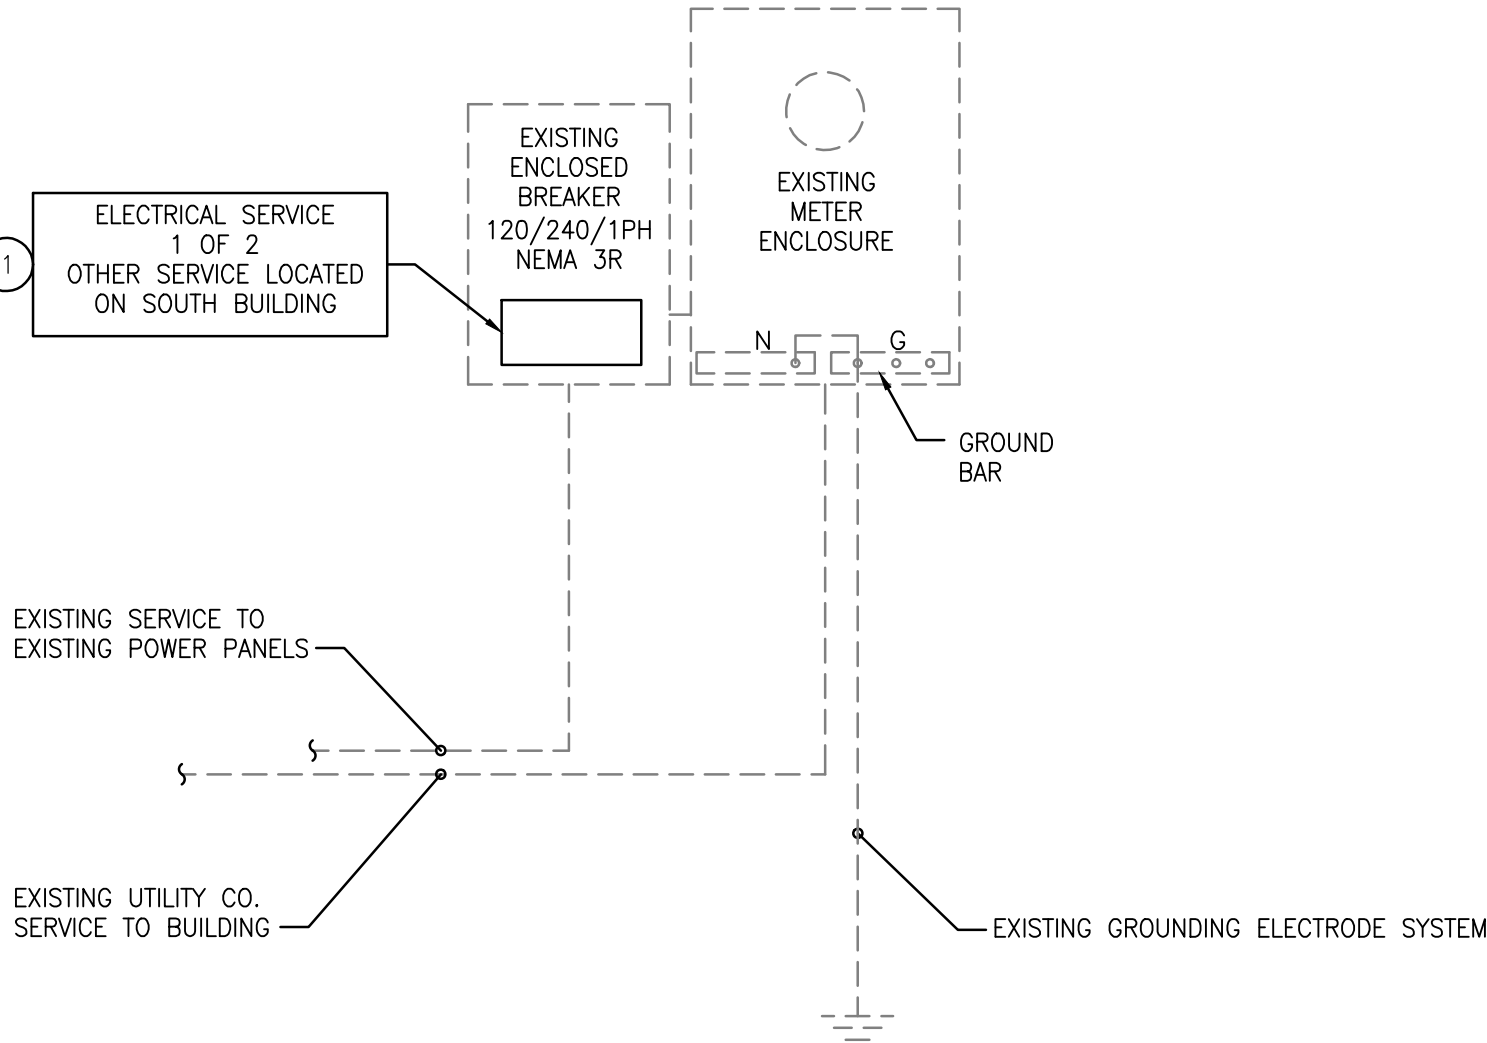 EXISTING
ENCLOSED
BREAKER
120/240/1PH
NEMA 3R
EXISTING
METER
ENCLOSURE
1
ELECTRICAL SERVICE
1 OF 2
OTHER SERVICE LOCATED
ON SOUTH BUILDING
N
G
GROUND
BAR
EXISTING SERVICE TO
EXISTING POWER PANELS
EXISTING UTILITY CO.
SERVICE TO BUILDING
EXISTING GROUNDING ELECTRODE SYSTEM